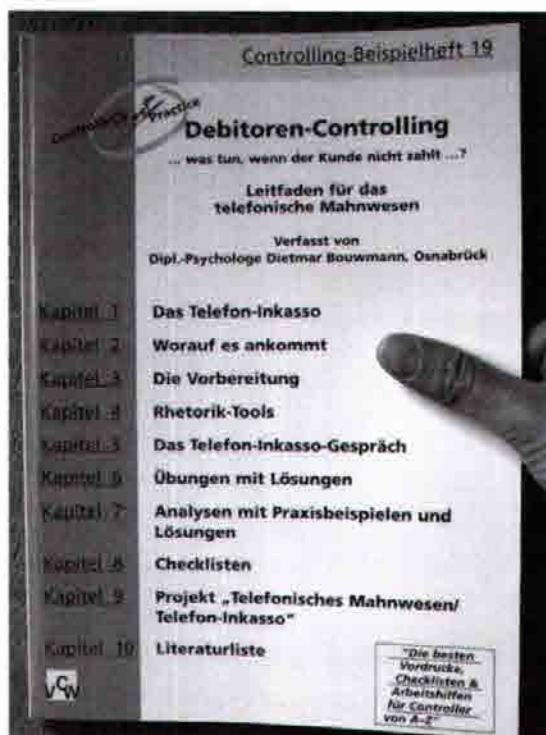 Controlling-Beispielheft 19
Controller's Practice
Debitoren-Controlling
... was tun, wenn der Kunde nicht zahlt ...?
Leitfaden für das
telefonische Mahnwesen
Verfasst von
Dipl.-Psychologe Dietmar Bouwmann, Osnabrück
Kapitel 1 Das Telefon-Inkasso
Kapitel 2 Worauf es ankommt
Kapitel 3 Die Vorbereitung
Kapitel 4 Rhetorik-Tools
Kapitel 5 Das Telefon-Inkasso-Gespräch
Kapitel 6 Übungen mit Lösungen
Kapitel 7 Analysen mit Praxisbeispielen und
Lösungen
Kapitel 8 Checklisten
Kapitel 9 Projekt „Telefonisches Mahnwesen/
Telefon-Inkasso"
Kapitel 10 Literaturliste
"Die besten
Vordrucke,
Checklisten &
Arbeitshilfen
für Controller
von A-Z"
VCW